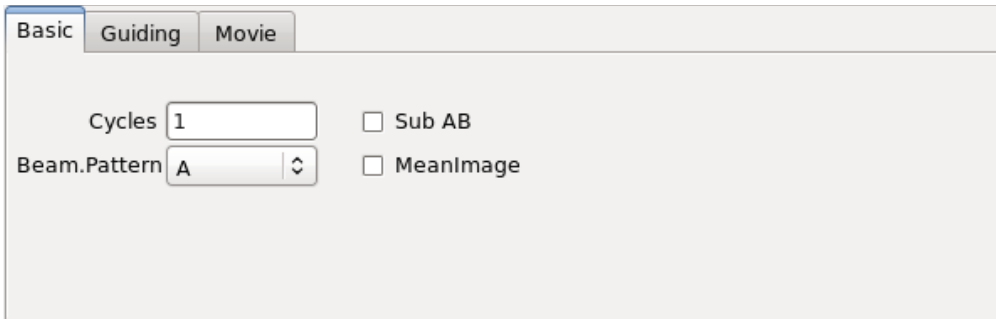 Basic Guiding Movie
Cycles 1 Sub AB
Beam.Pattern A MeanImage